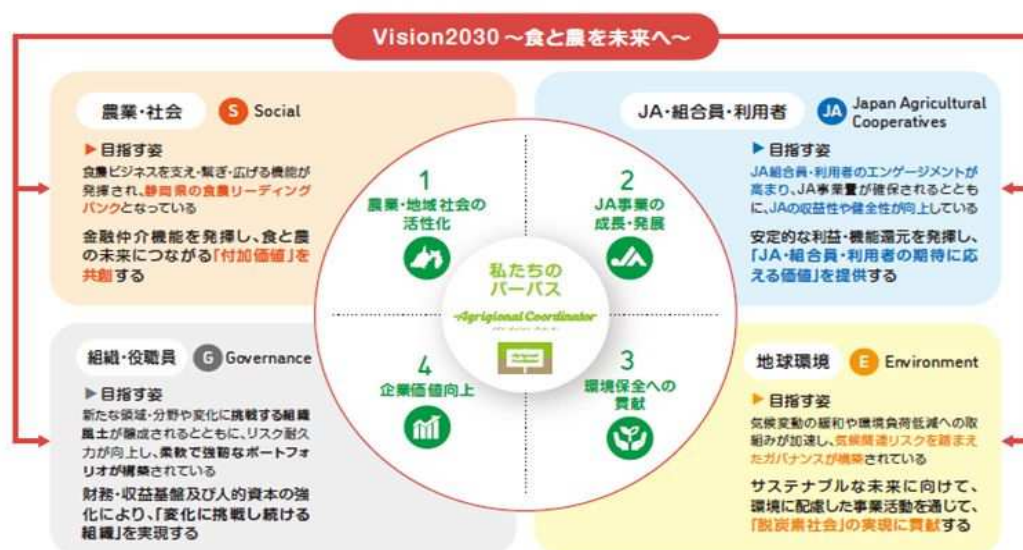 Vision2030 ～食と農を未来へ～
農業・社会
S Social
▶目指す姿
食農ビジネスを支え・繋ぎ・広げる機能が
発揮され、静岡県の食農リーディング
バンクとなっている
金融仲介機能を発揮し、食と農
の未来につながる「付加価値」を
共創する
JA・組合員・利用者
JA Japan Agricultural
Cooperatives
▶目指す姿
JA組合員・利用者のエンゲージメントが
高まり、JA事業量が確保されるととも
に、JAの収益性や健全性が向上している
安定的な利益・機能還元を発揮し、
「JA・組合員・利用者の期待に応
える価値」を提供する
1
農業・地域社会の
活性化
2
JA事業の
成長・発展
私たちの
パーパス
Agrigional Coordinator
4
企業価値向上
3
環境保全への
貢献
組織・役職員
G Governance
▶目指す姿
新たな領域・分野や変化に挑戦する組織
風土が醸成されるとともに、リスク耐久
力が向上し、柔軟で強靭なポートフォ
リオが構築されている
財務・収益基盤及び人的資本の強
化により、「変化に挑戦し続ける
組織」を実現する
地球環境
E Environment
▶目指す姿
気候変動の緩和や環境負荷低減への取
組みが加速し、気候関連リスクを踏まえ
たガバナンスが構築されている
サステナブルな未来に向けて、
環境に配慮した事業活動を通じて、
「脱炭素社会」の実現に貢献する